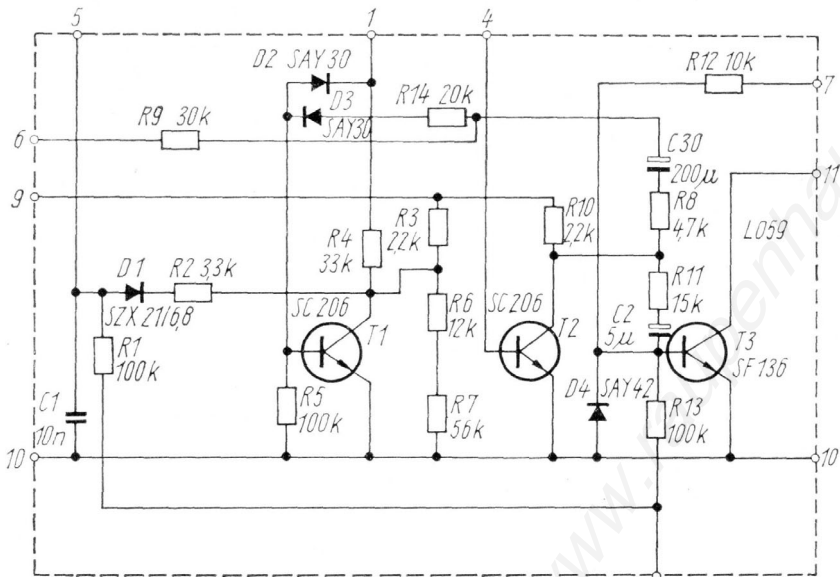 5
1
4
D2 SAY30
R12 10k
7
D3
SAY30
R14 20k
R9 30k
6
C30
200µ
11
9
R8
4,7k
R3
2,2k
R10
2,2k
R4
33k
L059
D1
SZX 21/6,8
R2 3,3k
R11
15k
SC206
T1
R6
12k
SC206
T2
C2
5µ
T3
SF136
R1
100k
D4 SAY42
R5
100k
R7
56k
R13
100k
C1
10n
10
10